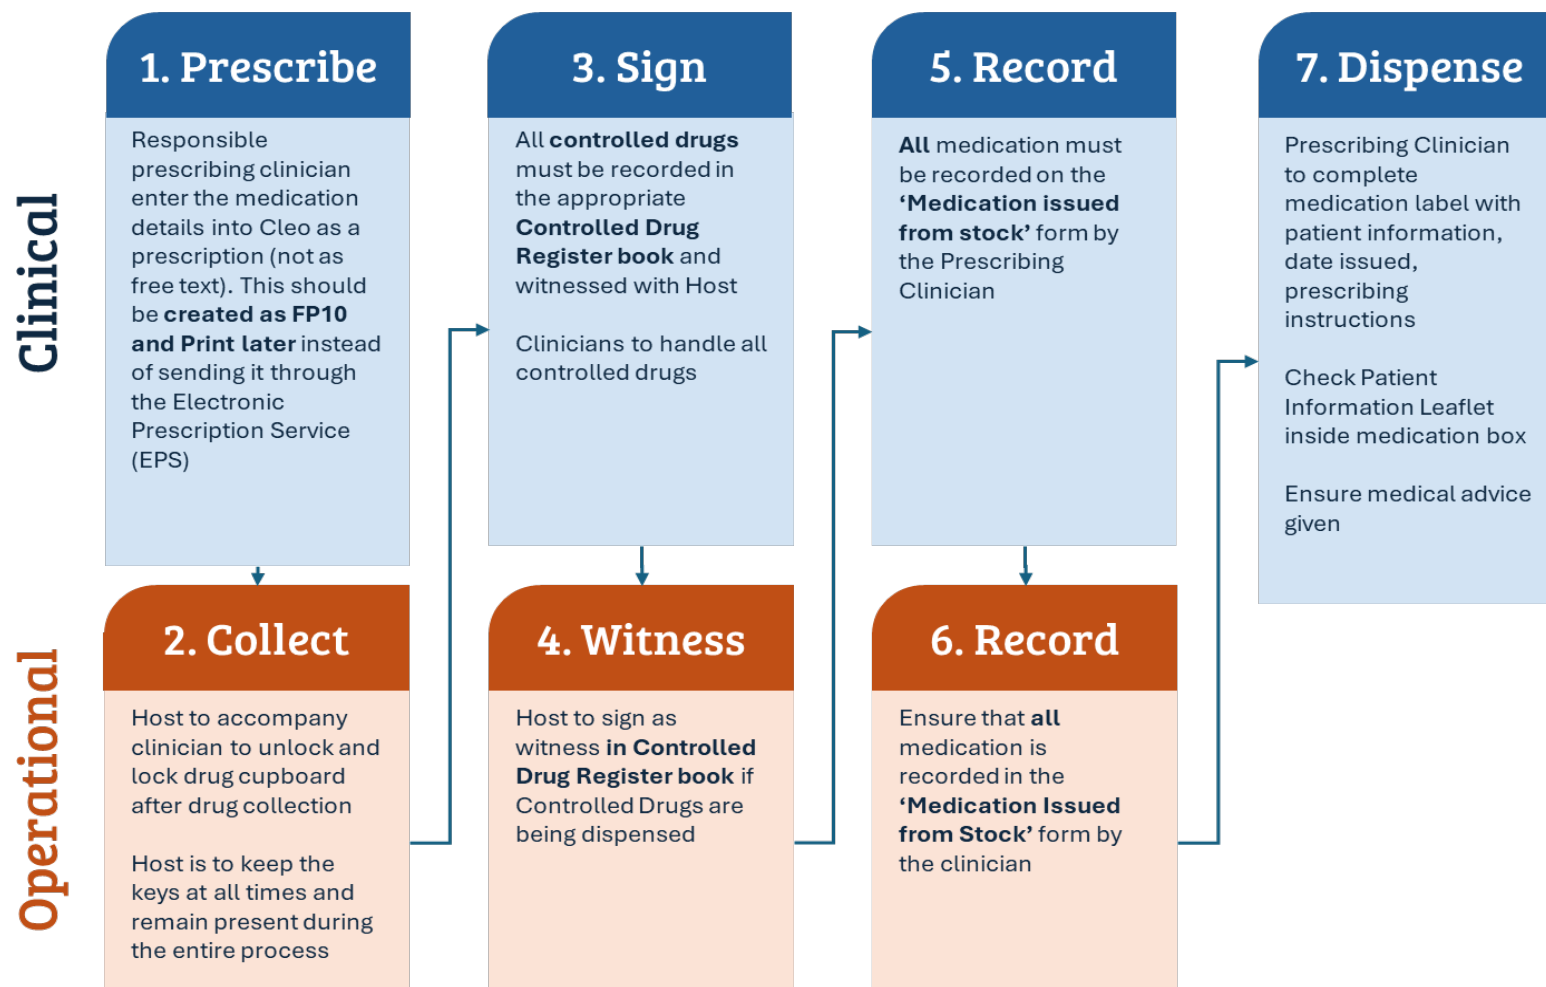 Clinical
1. Prescribe
Responsible
prescribing clinician
enter the medication
details into Cleo as a
prescription (not as
free text). This should
be created as FP10
and Print later instead
of sending it through
the Electronic
Prescription Service
(EPS)
3. Sign
All controlled drugs
must be recorded in
the appropriate
Controlled Drug
Register book and
witnessed with Host
Clinicians to handle all
controlled drugs
5. Record
All medication must
be recorded on the
‘Medication issued
from stock’ form by
the Prescribing
Clinician
7. Dispense
Prescribing Clinician
to complete
medication label with
patient information,
date issued,
prescribing
instructions
Check Patient
Information Leaflet
inside medication box
Ensure medical advice
given
Operational
2. Collect
Host to accompany
clinician to unlock and
lock drug cupboard
after drug collection
Host is to keep the
keys at all times and
remain present during
the entire process
4. Witness
Host to sign as
witness in Controlled
Drug Register book if
Controlled Drugs are
being dispensed
6. Record
Ensure that all
medication is
recorded in the
‘Medication Issued
from Stock’ form by
the clinician